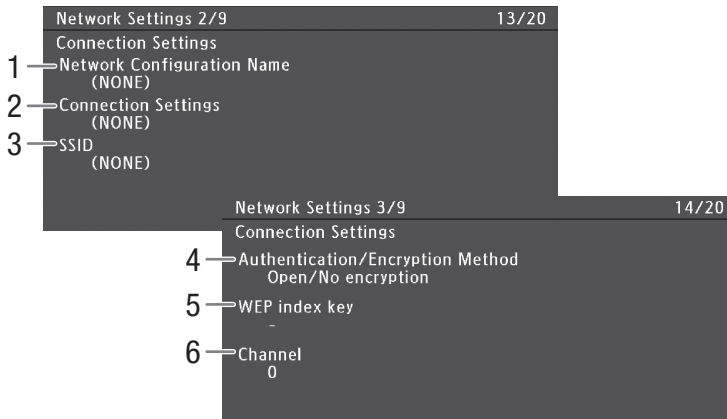 Network Settings 2/9 13/20
Connection Settings
1 Network Configuration Name
(NONE)
2 Connection Settings
(NONE)
3 SSID
(NONE)
Network Settings 3/9 14/20
Connection Settings
4 Authentication/Encryption Method
Open/No encryption
5 WEP index key
-
6 Channel
0